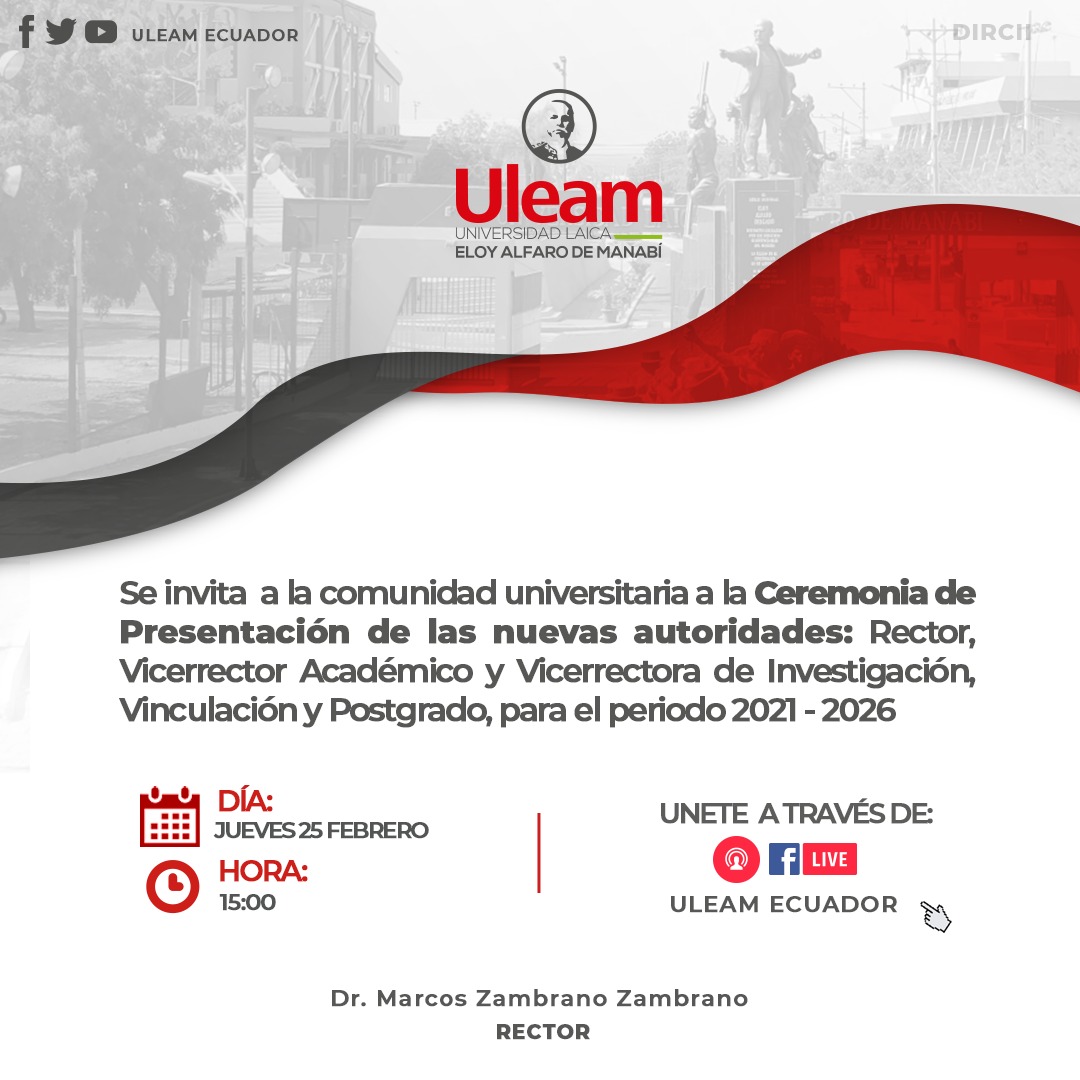 ULEAM ECUADOR
DIRCII
Uleam
UNIVERSIDAD LAICA
ELOY ALFARO DE MANABÍ
Se invita a la comunidad universitaria a la Ceremonia de
Presentación de las nuevas autoridades: Rector,
Vicerrector Académico y Vicerrectora de Investigación,
Vinculación y Postgrado, para el periodo 2021 - 2026
DÍA:
JUEVES 25 FEBRERO
HORA:
15:00
UNETE A TRAVÉS DE:
LIVE
ULEAM ECUADOR
Dr. Marcos Zambrano Zambrano
RECTOR